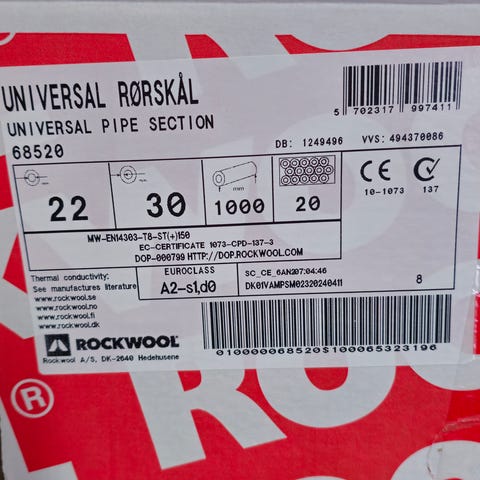 UNIVERSAL RØRSKÅL
UNIVERSAL PIPE SECTION
68520
5 702317 997411
DB: 1249496 VVS: 494370086
mm
22 30 1000 20
CE
10-1073 137
MW-EN14303-T8-ST(+)150
EC-CERTIFICATE 1073-CPD-137-3
DOP-000799 HTTP://DOP.ROCKWOOL.COM
Thermal conductivity:
See manufactures literature
www.rockwool.se
www.rockwool.no
www.rockwool.fi
www.rockwool.dk
EUROCLASS
A2-s1,d0
SC_CE_6AN207:04:46
DK01VAMPSM02320240411 8
ROCKWOOL®
Rockwool A/S, DK-2640 Hedehusene
010000068520S100065323196
®
ROO